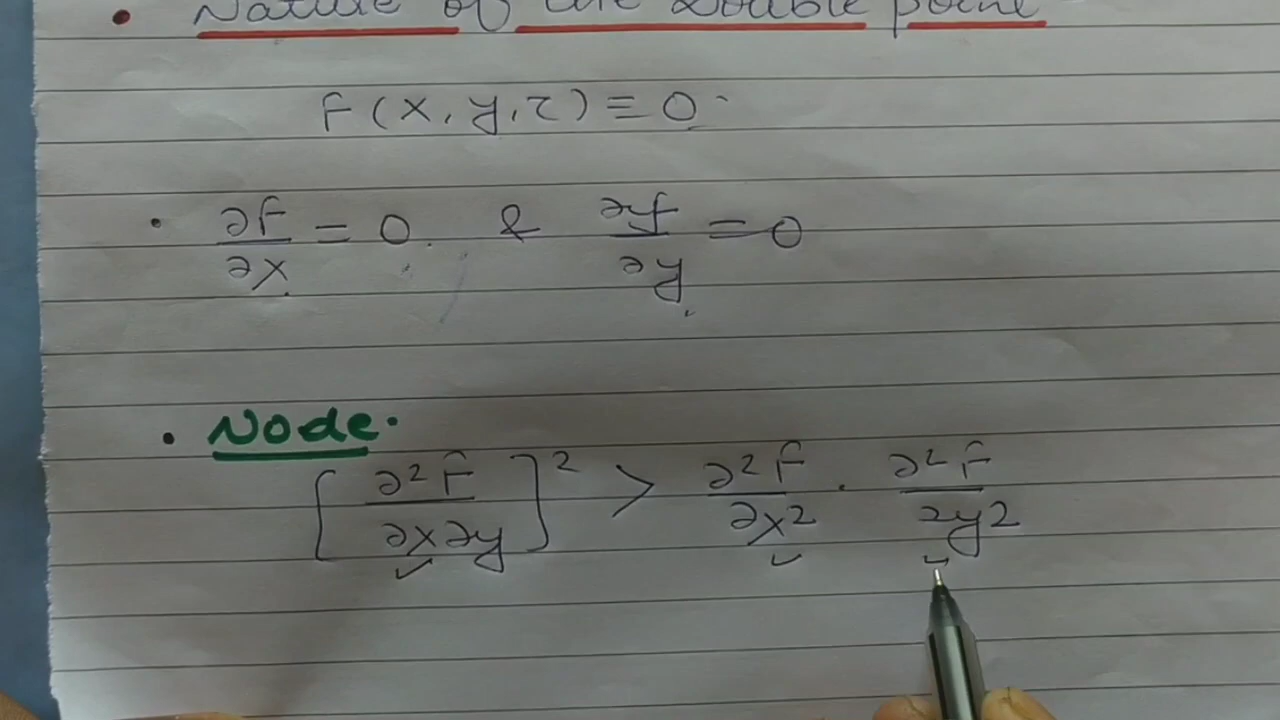 • Nature of the Double point
F(x, y, z) = 0.
• ∂F/∂x = 0 & ∂f/∂y = 0
• Node.
[∂²F/∂x∂y]² > ∂²F/∂x² . ∂²F/∂y²